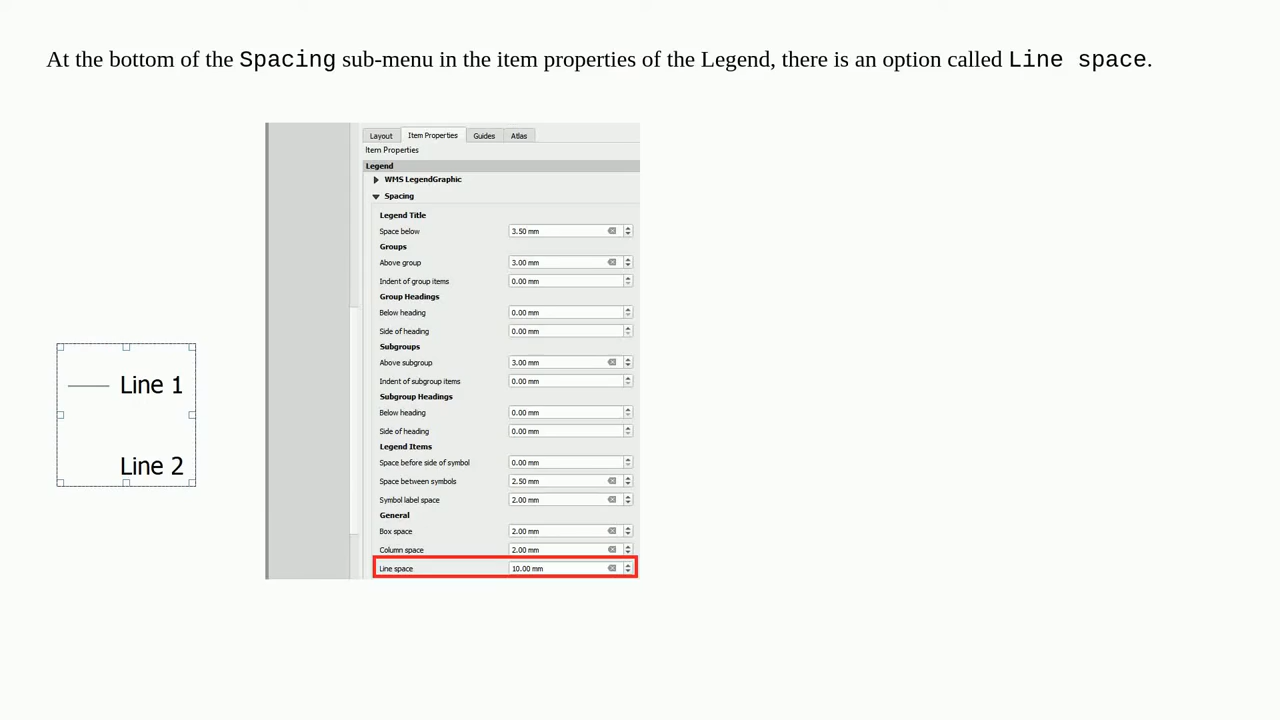 At the bottom of the Spacing sub-menu in the item properties of the Legend, there is an option called Line space.
Line 1
Line 2
Layout Item Properties Guides Atlas
Item Properties
Legend
WMS LegendGraphic
Spacing
Legend Title
Space below 3.50 mm
Groups
Above group 3.00 mm
Indent of group items 0.00 mm
Group Headings
Below heading 0.00 mm
Side of heading 0.00 mm
Subgroups
Above subgroup 3.00 mm
Indent of subgroup items 0.00 mm
Subgroup Headings
Below heading 0.00 mm
Side of heading 0.00 mm
Legend Items
Space before side of symbol 0.00 mm
Space between symbols 2.50 mm
Symbol label space 2.00 mm
General
Box space 2.00 mm
Column space 2.00 mm
Line space 10.00 mm